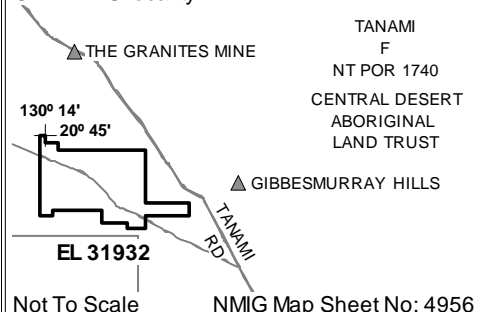 THE GRANITES MINE
TANAMI
F
NT POR 1740
CENTRAL DESERT
ABORIGINAL
LAND TRUST
130º 14'
20º 45'
GIBBESMURRAY HILLS
TANAMI
RD
EL 31932
Not To Scale
NMIG Map Sheet No: 4956